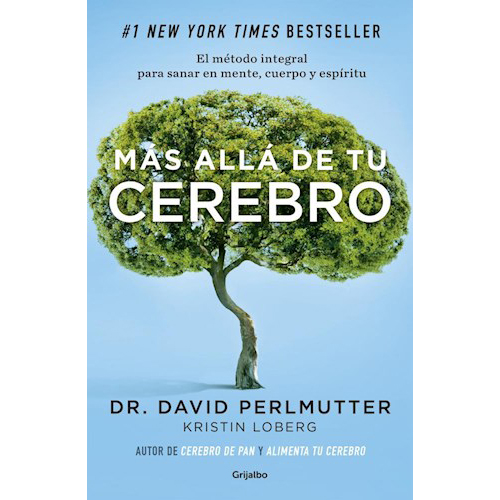 #1 NEW YORK TIMES BESTSELLER
El método integral
para sanar en mente, cuerpo y espíritu
MÁS ALLÁ DE TU
CEREBRO
DR. DAVID PERLMUTTER
KRISTIN LOBERG
AUTOR DE CEREBRO DE PAN Y ALIMENTA TU CEREBRO
Grijalbo